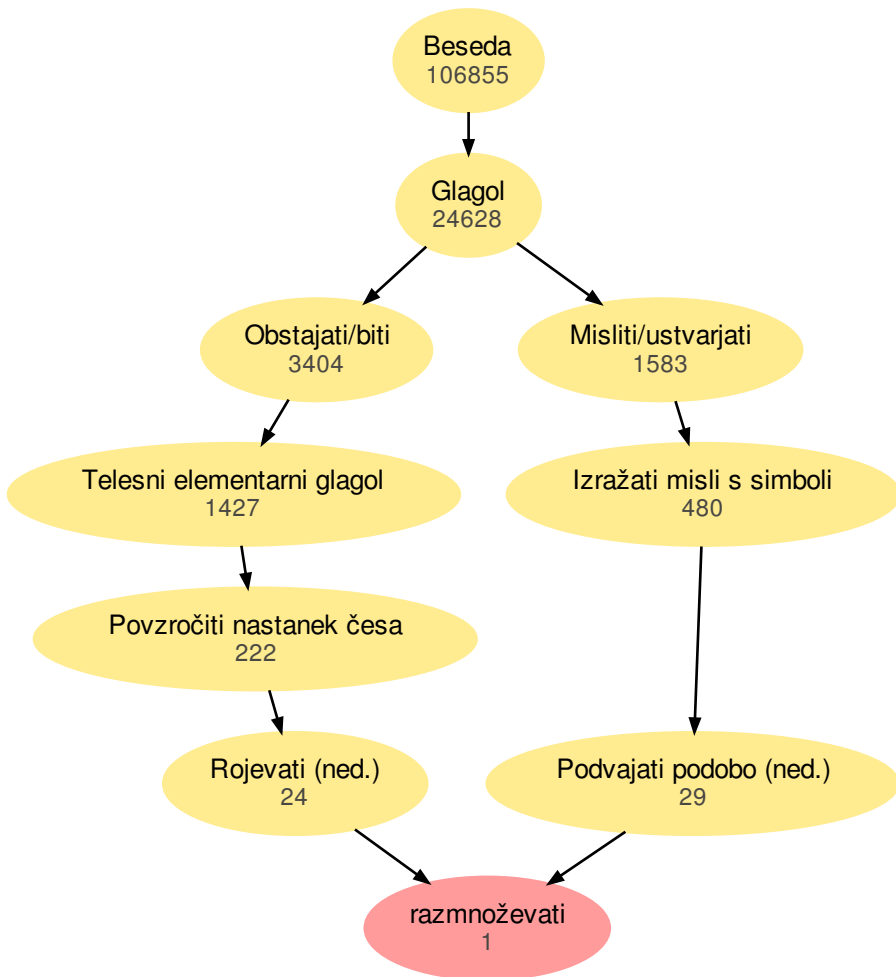 Beseda
106855
Glagol
24628
Obstajati/biti
3404
Misliti/ustvarjati
1583
Telesni elementarni glagol
1427
Izražati misli s simboli
480
Povzročiti nastanek česa
222
Rojevati (ned.)
24
Podvajati podobo (ned.)
29
razmnoževati
1